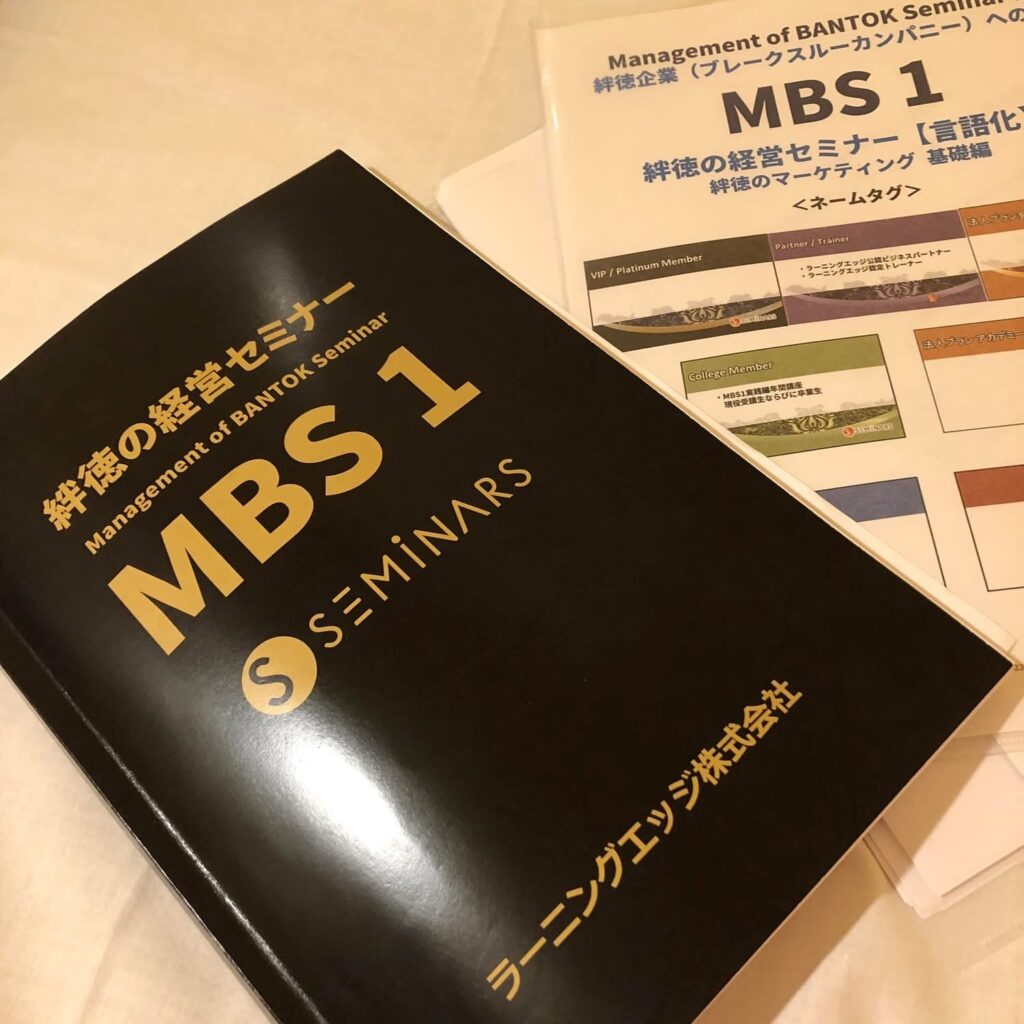 絆徳の経営セミナー
Management of BANTOK Seminar
MBS 1
S SEMINARS
ラーニングエッジ株式会社
Management of BANTOK Seminar
絆徳企業（ブレークスルーカンパニー）への
MBS 1
絆徳の経営セミナー【言語化】
絆徳のマーケティング 基礎編
＜ネームタグ＞
VIP / Platinum Member
S SEMINARS
Partner / Trainer
・ラーニングエッジ公認ビジネスパートナー
・ラーニングエッジ認定トレーナー
法人プラン
College Member
・MBS1実践編年間講座
現役受講生ならびに卒業生
S SEMINARS
法人プランアカデミー